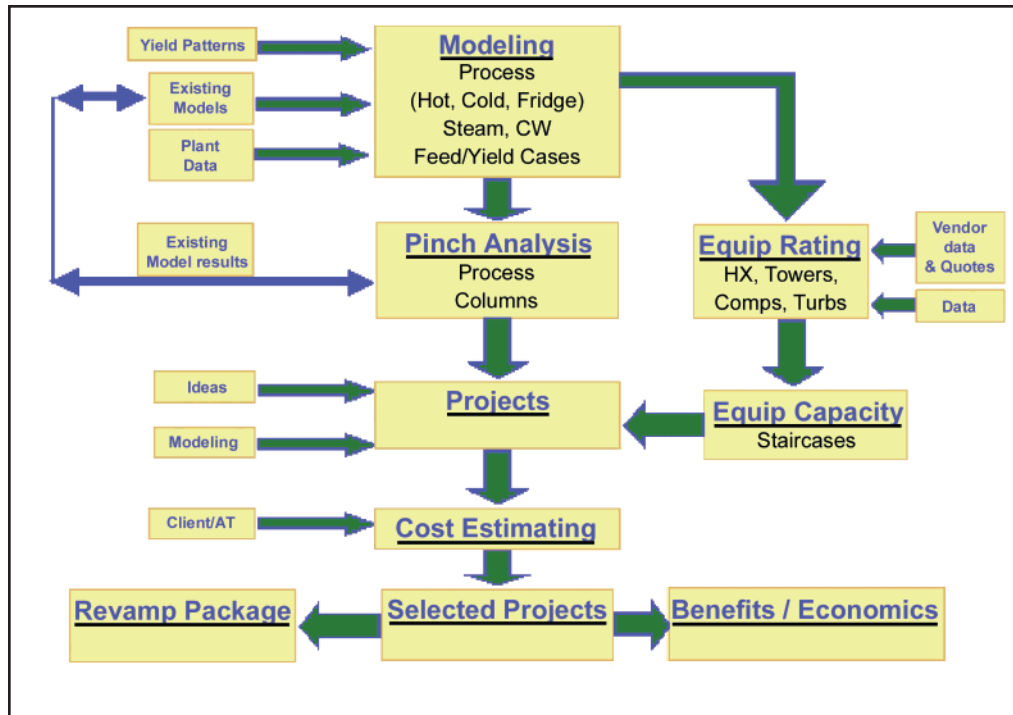 Yield Patterns
Modeling
Process
(Hot, Cold, Fridge)
Steam, CW
Feed/Yield Cases
Existing
Models
Plant
Data
Existing
Model results
Pinch Analysis
Process
Columns
Equip Rating
HX, Towers,
Comps, Turbs
Vendor
data
& Quotes
Data
Ideas
Projects
Modeling
Equip Capacity
Staircases
Client/AT
Cost Estimating
Revamp Package
Selected Projects
Benefits / Economics